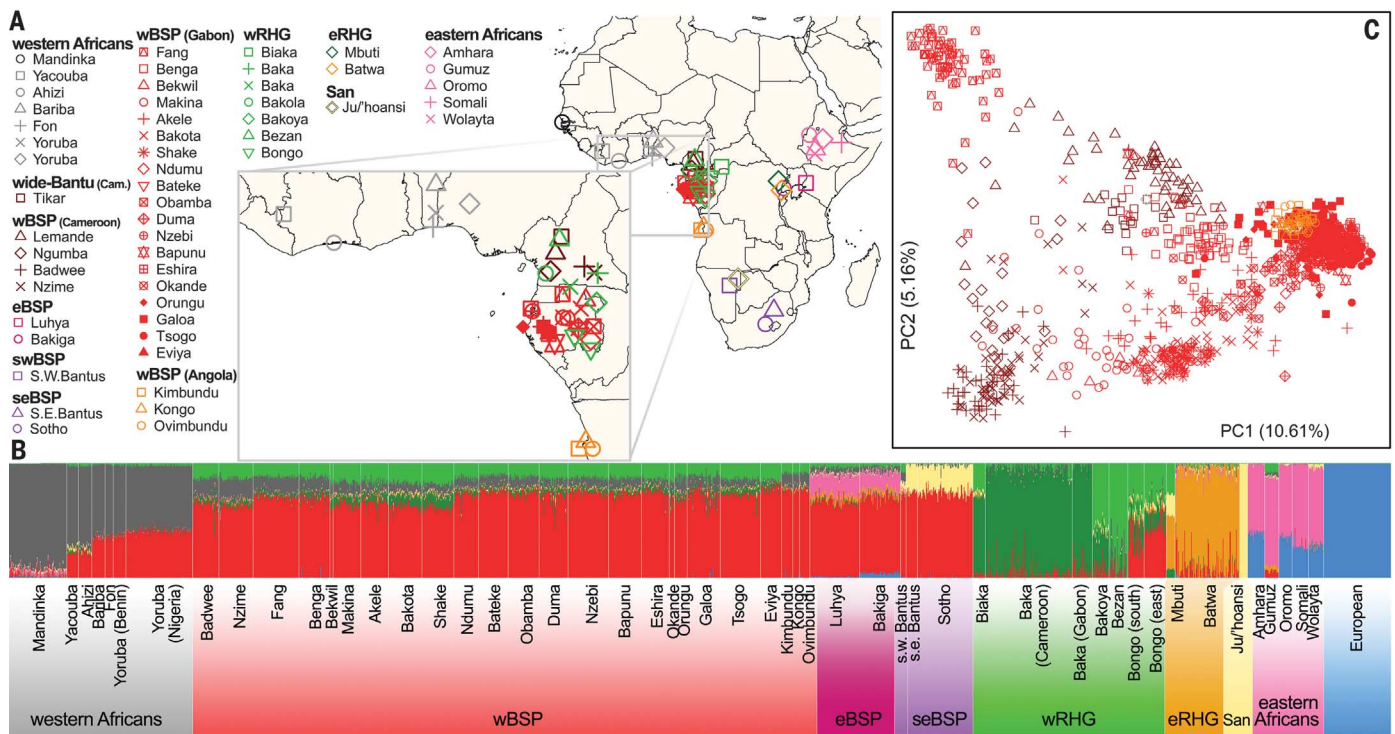 A
western Africans
Mandinka
Yacouba
Ahizi
Bariba
Fon
Yoruba
Yoruba
wide-Bantu (Cam.)
Tikar
wBSP (Cameroon)
Lemande
Ngumba
Badwee
Nzime
eBSP
Luhya
Bakiga
swBSP
S.W.Bantus
seBSP
S.E.Bantus
Sotho
wBSP (Gabon)
Fang
Benga
Bekwil
Makina
Akele
Bakota
Shake
Ndumu
Bateke
Obamba
Duma
Nzebi
Bapunu
Eshira
Okande
Orungu
Galoa
Tsogo
Eviya
wBSP (Angola)
Kimbundu
Kongo
Ovimbundu
wRHG
Biaka
Baka
Baka
Bakola
Bakoya
Bezan
Bongo
eRHG
Mbuti
Batwa
San
Ju/'hoansi
eastern Africans
Amhara
Gumuz
Oromo
Somali
Wolayta
C
PC2 (5.16%)
PC1 (10.61%)
B
Mandinka
Yacouba
Ahizi
Bariba
Fon
Yoruba (Benin)
Yoruba
(Nigeria)
Badwee
Nzime
Fang
Benga
Bekwil
Makina
Akele
Bakota
Shake
Ndumu
Bateke
Obamba
Duma
Nzebi
Bapunu
Eshira
Okande
Orungu
Galoa
Tsogo
Eviya
Kimbundu
Kongo
Ovimbundu
Luhya
Bakiga
s.w. Bantus
s.e. Bantus
Sotho
Biaka
Baka
(Cameroon)
Baka (Gabon)
Bakoya
Bezan
Bongo (south)
Bongo (east)
Mbuti
Batwa
Ju/'hoansi
Amhara
Gumuz
Oromo
Somali
Wolayta
European
western Africans
wBSP
eBSP
seBSP
wRHG
eRHG
San
eastern
Africans